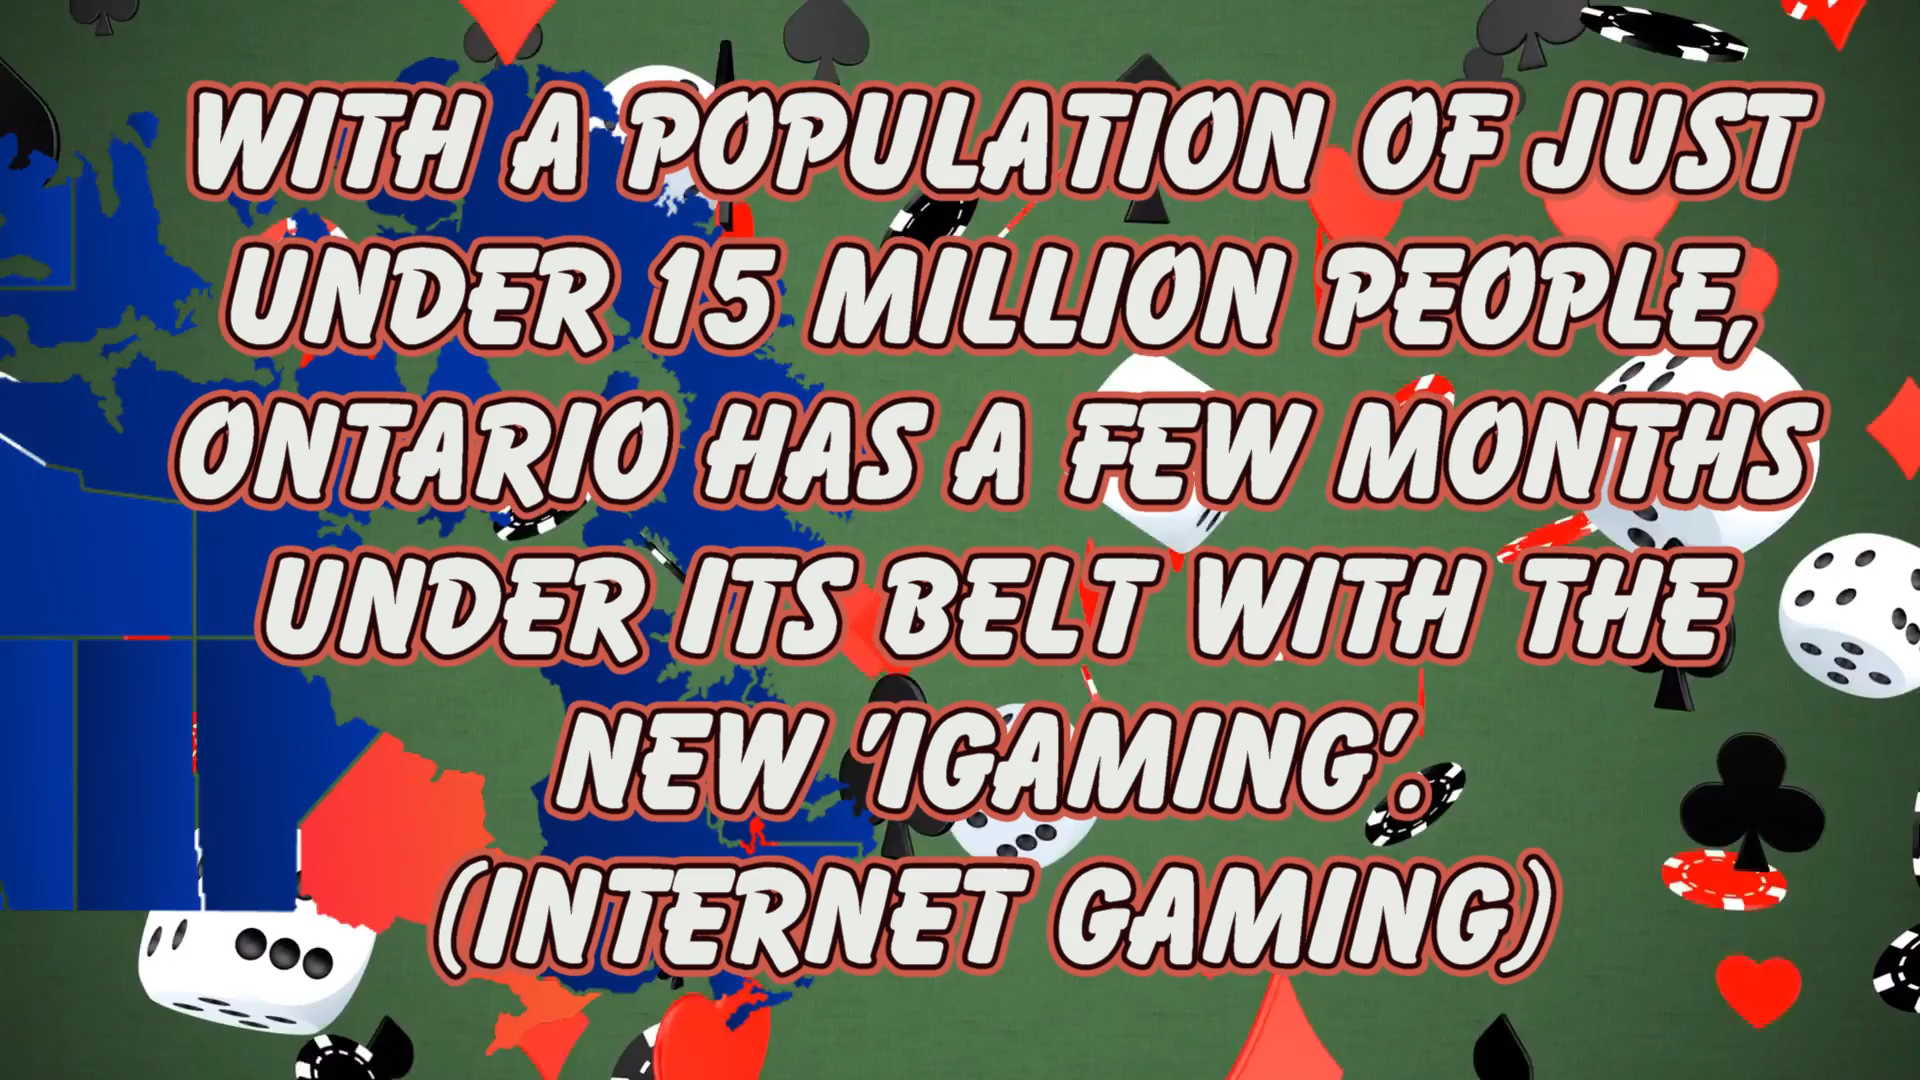 WITH A POPULATION OF JUST
UNDER 15 MILLION PEOPLE,
ONTARIO HAS A FEW MONTHS
UNDER ITS BELT WITH THE
NEW 'IGAMING'.
(INTERNET GAMING)